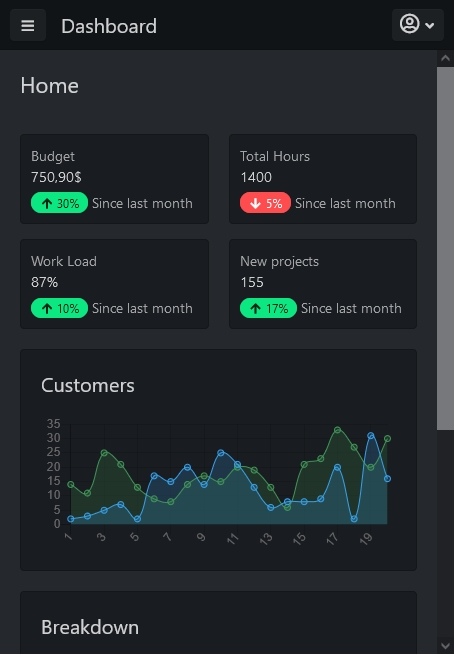 Dashboard
Home
Budget
750,90$
30% Since last month
Total Hours
1400
5% Since last month
Work Load
87%
10% Since last month
New projects
155
17% Since last month
Customers
35
30
25
20
15
10
5
0
1 3 5 7 9 11 13 15 17 19
Breakdown